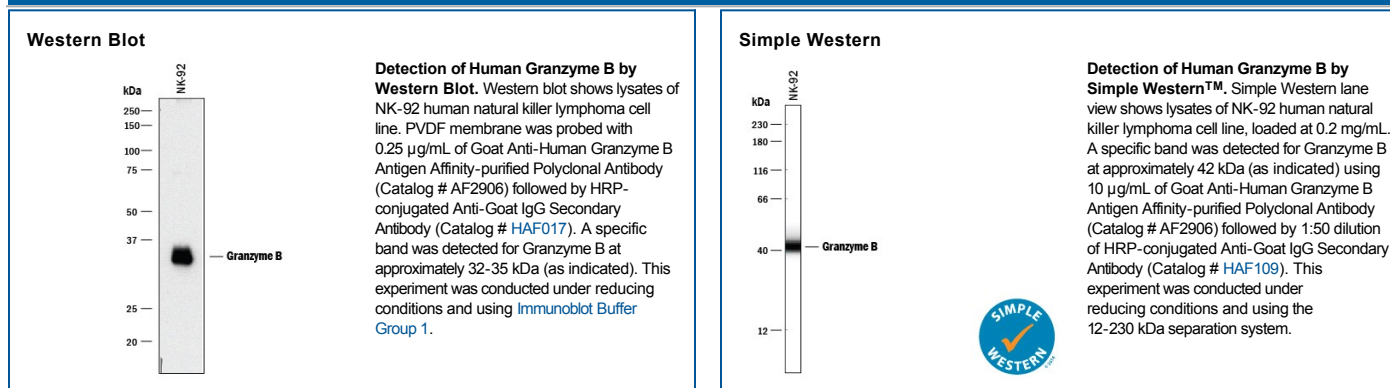 Western Blot
kDa
NK-92
250
150
100
75
50
37
25
20
Granzyme B
Detection of Human Granzyme B by
Western Blot. Western blot shows lysates of
NK-92 human natural killer lymphoma cell
line. PVDF membrane was probed with
0.25 µg/mL of Goat Anti-Human Granzyme B
Antigen Affinity-purified Polyclonal Antibody
(Catalog # AF2906) followed by HRP-
conjugated Anti-Goat IgG Secondary
Antibody (Catalog # HAF017). A specific
band was detected for Granzyme B at
approximately 32-35 kDa (as indicated). This
experiment was conducted under reducing
conditions and using Immunoblot Buffer
Group 1.
Simple Western
kDa
NK-92
230
180
116
66
40
12
Granzyme B
SIMPLE
WESTERN
Detection of Human Granzyme B by
Simple Western™. Simple Western lane
view shows lysates of NK-92 human natural
killer lymphoma cell line, loaded at 0.2 mg/mL.
A specific band was detected for Granzyme B
at approximately 42 kDa (as indicated) using
10 µg/mL of Goat Anti-Human Granzyme B
Antigen Affinity-purified Polyclonal Antibody
(Catalog # AF2906) followed by 1:50 dilution
of HRP-conjugated Anti-Goat IgG Secondary
Antibody (Catalog # HAF109). This
experiment was conducted under
reducing conditions and using the
12-230 kDa separation system.